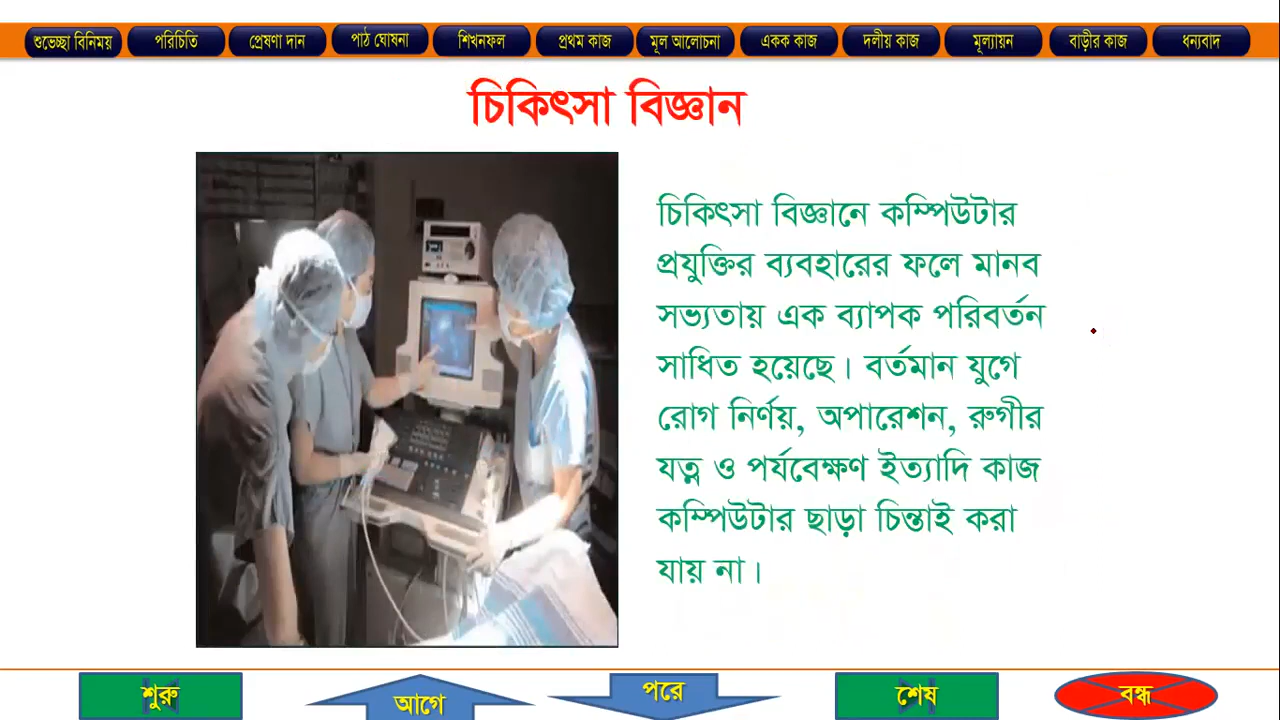 শুভেচ্ছা বিনিময়
পরিচিতি
প্রেষণা দান
পাঠ ঘোষনা
শিখনফল
প্রথম কাজ
মূল আলোচনা
একক কাজ
দলীয় কাজ
মূল্যায়ন
বাড়ীর কাজ
ধন্যবাদ
চিকিৎসা বিজ্ঞান
চিকিৎসা বিজ্ঞানে কম্পিউটার
প্রযুক্তির ব্যবহারের ফলে মানব
সভ্যতায় এক ব্যাপক পরিবর্তন
সাধিত হয়েছে। বর্তমান যুগে
রোগ নির্ণয়, অপারেশন, রুগীর
যত্ন ও পর্যবেক্ষণ ইত্যাদি কাজ
কম্পিউটার ছাড়া চিন্তাই করা
যায় না।
শুরু
আগে
পরে
শেষ
বন্ধ